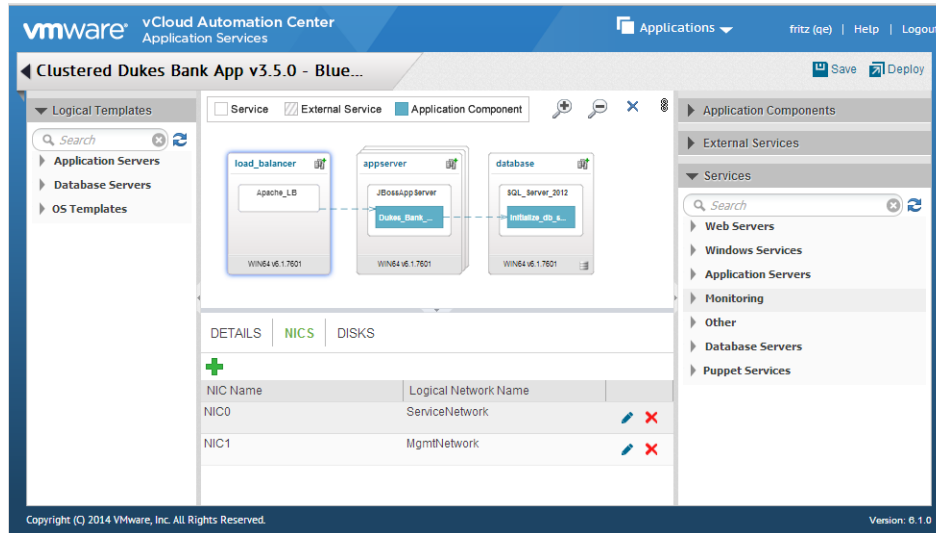 vmware® vCloud Automation Center
Application Services
Applications
fritz (qe) | Help | Logout
Clustered Dukes Bank App v3.5.0 - Blue...
Save Deploy
Logical Templates
Search
Application Servers
Database Servers
OS Templates
Service External Service Application Component
load_balancer
Apache_LB
WIN64 v6.1.7601
appserver
JBossAppServer
Dukes_Bank_...
WIN64 v6.1.7601
database
SQL_Server_2012
Initialize_db_s...
WIN64 v6.1.7601
DETAILS NICS DISKS
NIC Name Logical Network Name
NIC0 ServiceNetwork
NIC1 MgmtNetwork
Application Components
External Services
Services
Search
Web Servers
Windows Services
Application Servers
Monitoring
Other
Database Servers
Puppet Services
Copyright (C) 2014 VMware, Inc. All Rights Reserved.
Version: 6.1.0